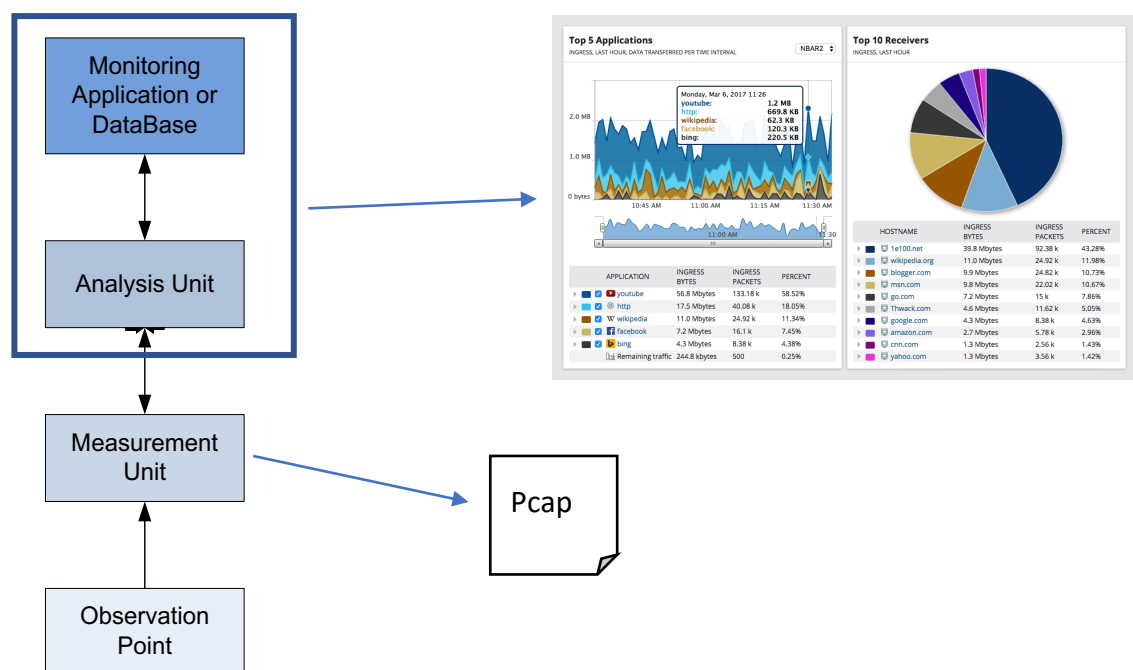 Monitoring
Application or
DataBase
Analysis Unit
Measurement
Unit
Observation
Point
Pcap
Top 5 Applications
INGRESS, LAST HOUR, DATA TRANSFERRED PER TIME INTERVAL
NBAR2
Monday, Mar 6, 2017 11:26
youtube: 1.2 MB
http: 669.8 KB
wikipedia: 62.3 KB
facebook: 120.3 KB
bing: 220.5 KB
2.0 MB
1.0 MB
0 bytes
10:45 AM 11:00 AM 11:15 AM 11:30 AM
11:00 AM 11:30
APPLICATION INGRESS BYTES INGRESS PACKETS PERCENT
youtube 56.8 Mbytes 133.18 k 58.52%
http 17.5 Mbytes 40.08 k 18.05%
wikipedia 11.0 Mbytes 24.92 k 11.34%
facebook 7.2 Mbytes 16.1 k 7.45%
bing 4.3 Mbytes 8.38 k 4.38%
Remaining traffic 244.8 kbytes 500 0.25%
Top 10 Receivers
INGRESS, LAST HOUR
HOSTNAME INGRESS BYTES INGRESS PACKETS PERCENT
1e100.net 39.8 Mbytes 92.38 k 43.28%
wikipedia.org 11.0 Mbytes 24.92 k 11.98%
blogger.com 9.9 Mbytes 24.82 k 10.73%
msn.com 9.8 Mbytes 22.02 k 10.67%
go.com 7.2 Mbytes 15 k 7.86%
Thwack.com 4.6 Mbytes 11.62 k 5.05%
google.com 4.3 Mbytes 8.38 k 4.63%
amazon.com 2.7 Mbytes 5.78 k 2.96%
cnn.com 1.3 Mbytes 2.56 k 1.43%
yahoo.com 1.3 Mbytes 3.56 k 1.42%